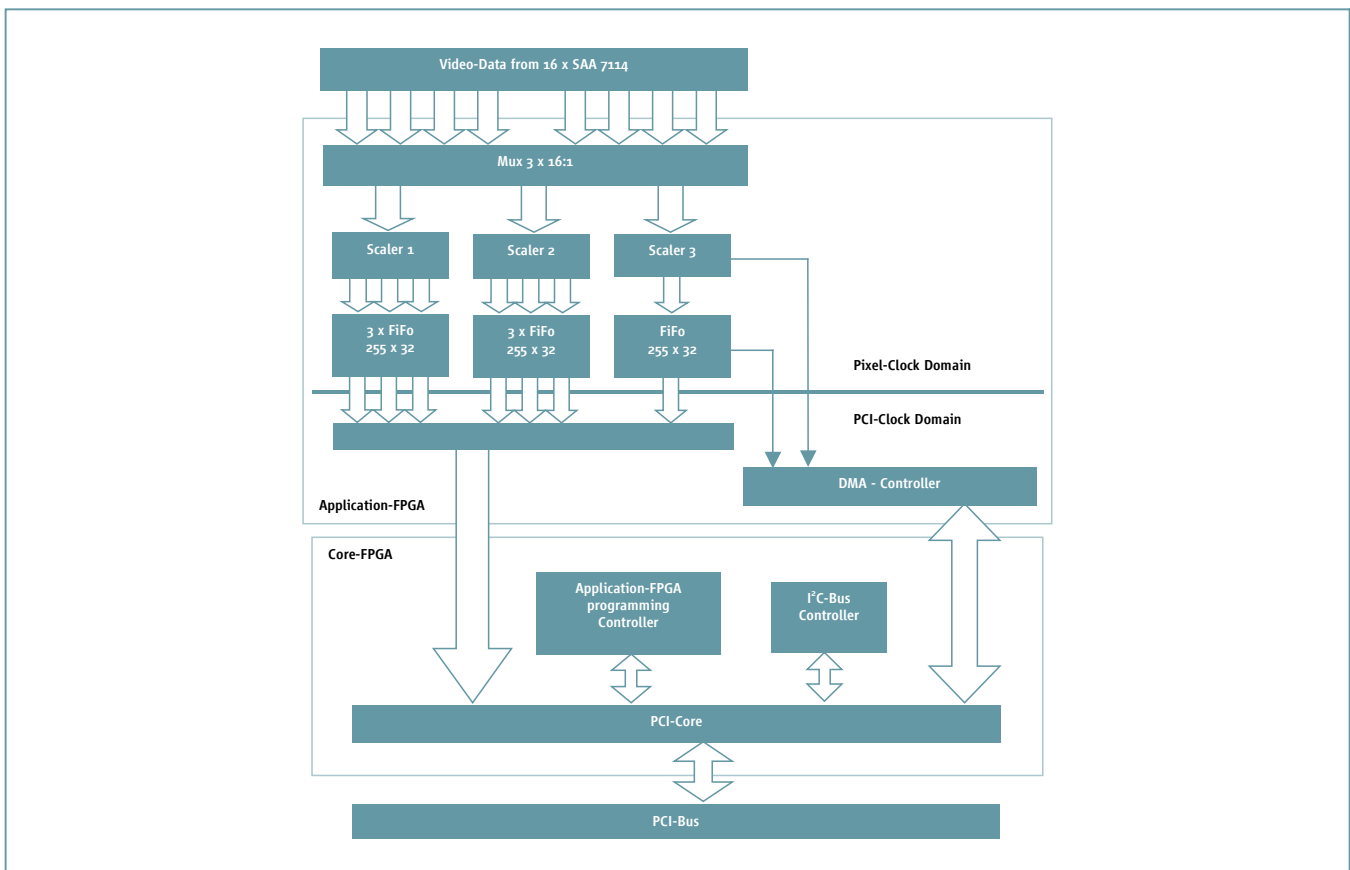 Video-Data from 16 x SAA 7114
Mux 3 x 16:1
Scaler 1
Scaler 2
Scaler 3
3 x FiFo
255 x 32
3 x FiFo
255 x 32
FiFo
255 x 32
Pixel-Clock Domain
PCI-Clock Domain
DMA - Controller
Application-FPGA
Core-FPGA
Application-FPGA
programming
Controller
I²C-Bus
Controller
PCI-Core
PCI-Bus